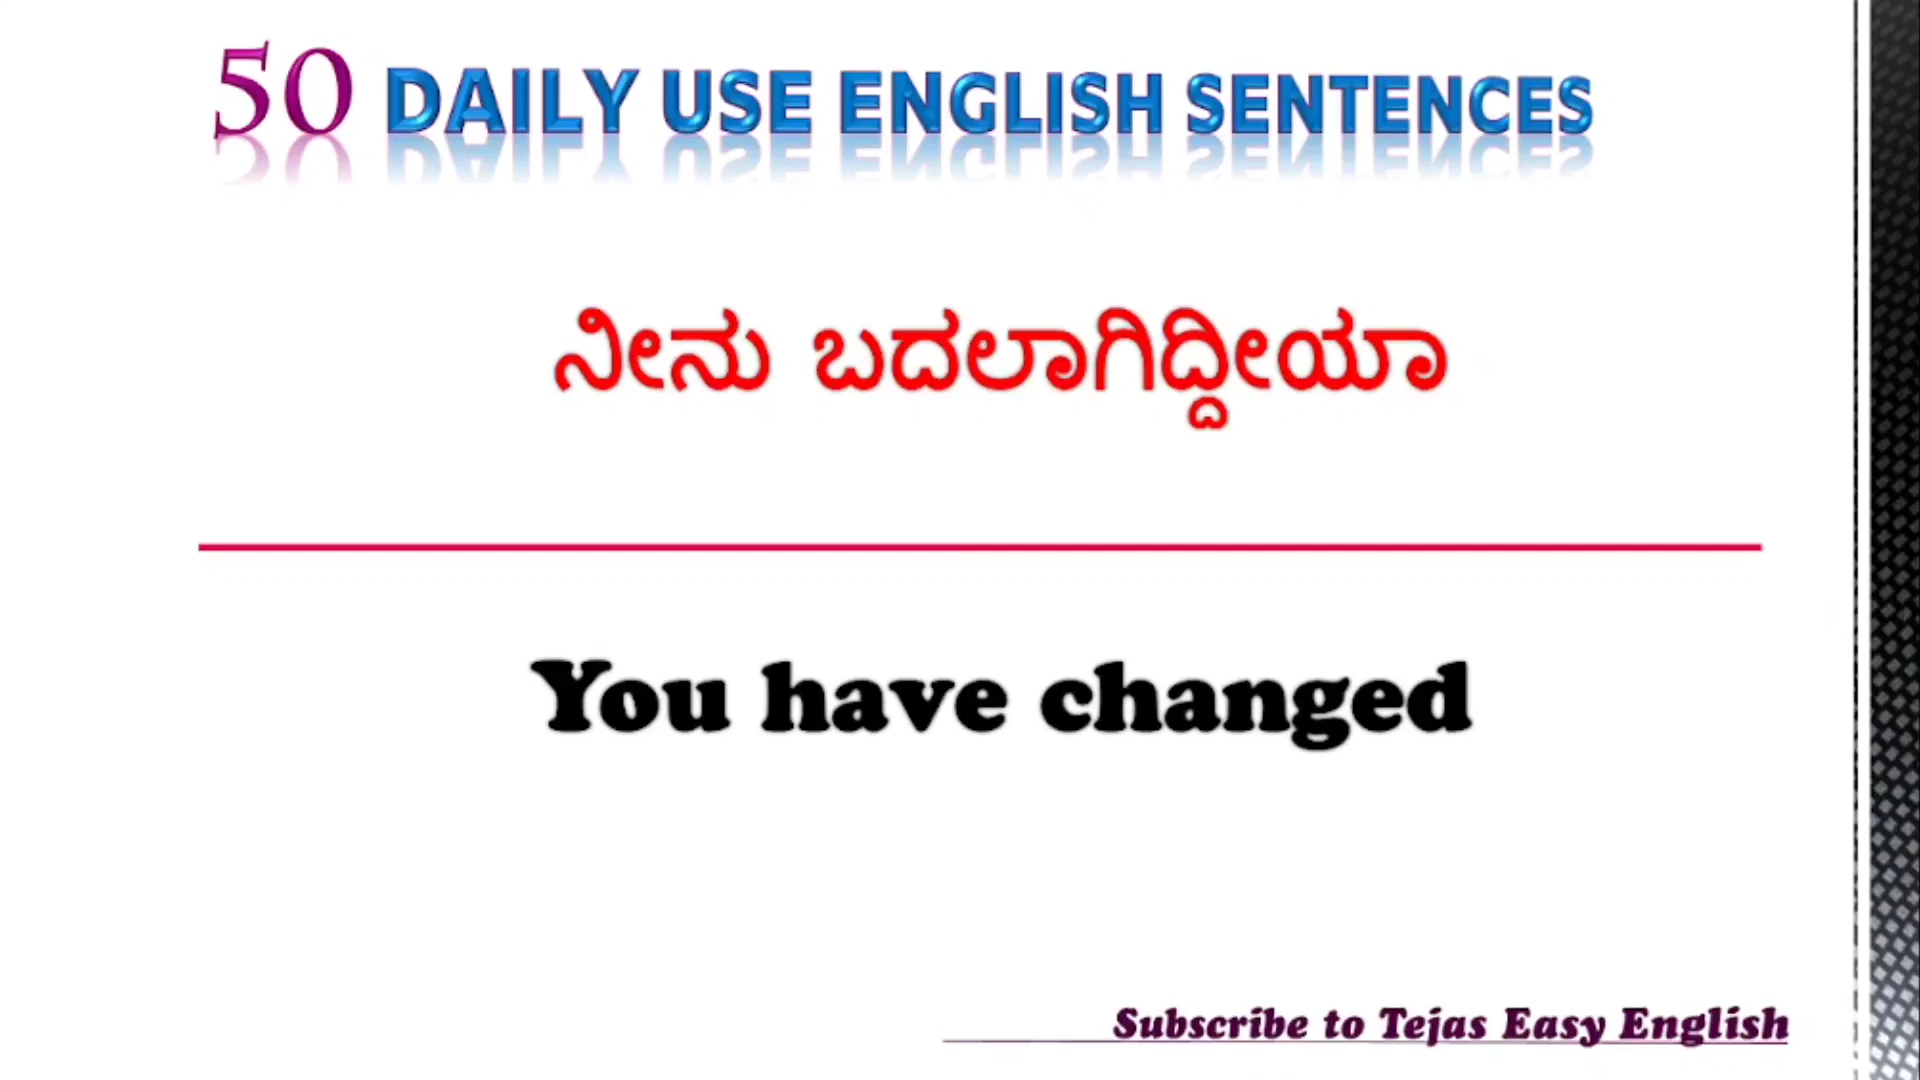 50 DAILY USE ENGLISH SENTENCES
ನೀನು ಬದಲಾಗಿದ್ದೀಯಾ
You have changed
Subscribe to Tejas Easy English